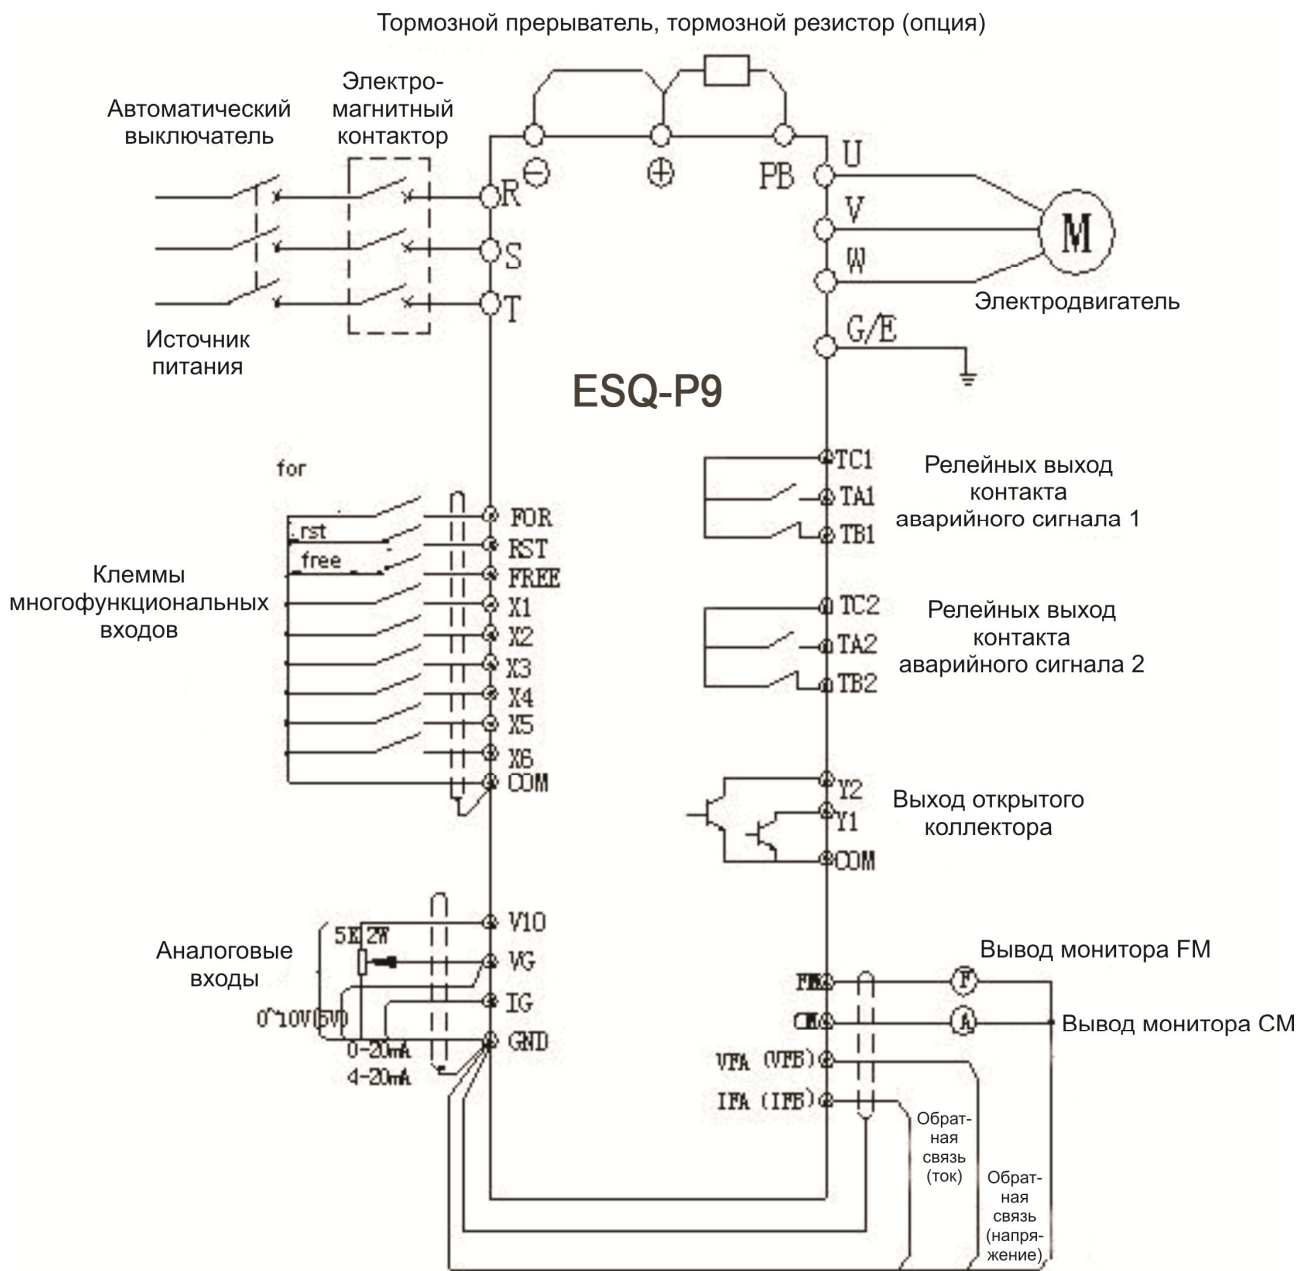 Тормозной прерыватель, тормозной резистор (опция)
Электро-
магнитный
контактор
Автоматический
выключатель
Источник
питания
R
S
T
PB
U
V
W
G/E
M
Электродвигатель
ESQ-P9
for
rst
free
FOR
RST
FREE
X1
X2
X3
X4
X5
X6
COM
Клеммы
многофункциональных
входов
TC1
TA1
TB1
Релейных выход
контакта
аварийного сигнала 1
TC2
TA2
TB2
Релейных выход
контакта
аварийного сигнала 2
Y2
Y1
COM
Выход открытого
коллектора
Аналоговые
входы
5K 2W
0~10V(5V)
0-20mA
4-20mA
V10
VG
IG
GND
FM
CM
VFA (VFB)
IFA (IFB)
F
A
Вывод монитора FM
Вывод монитора CM
Обрат-
ная
связь
(ток)
Обрат-
ная
связь
(напря-
жение)